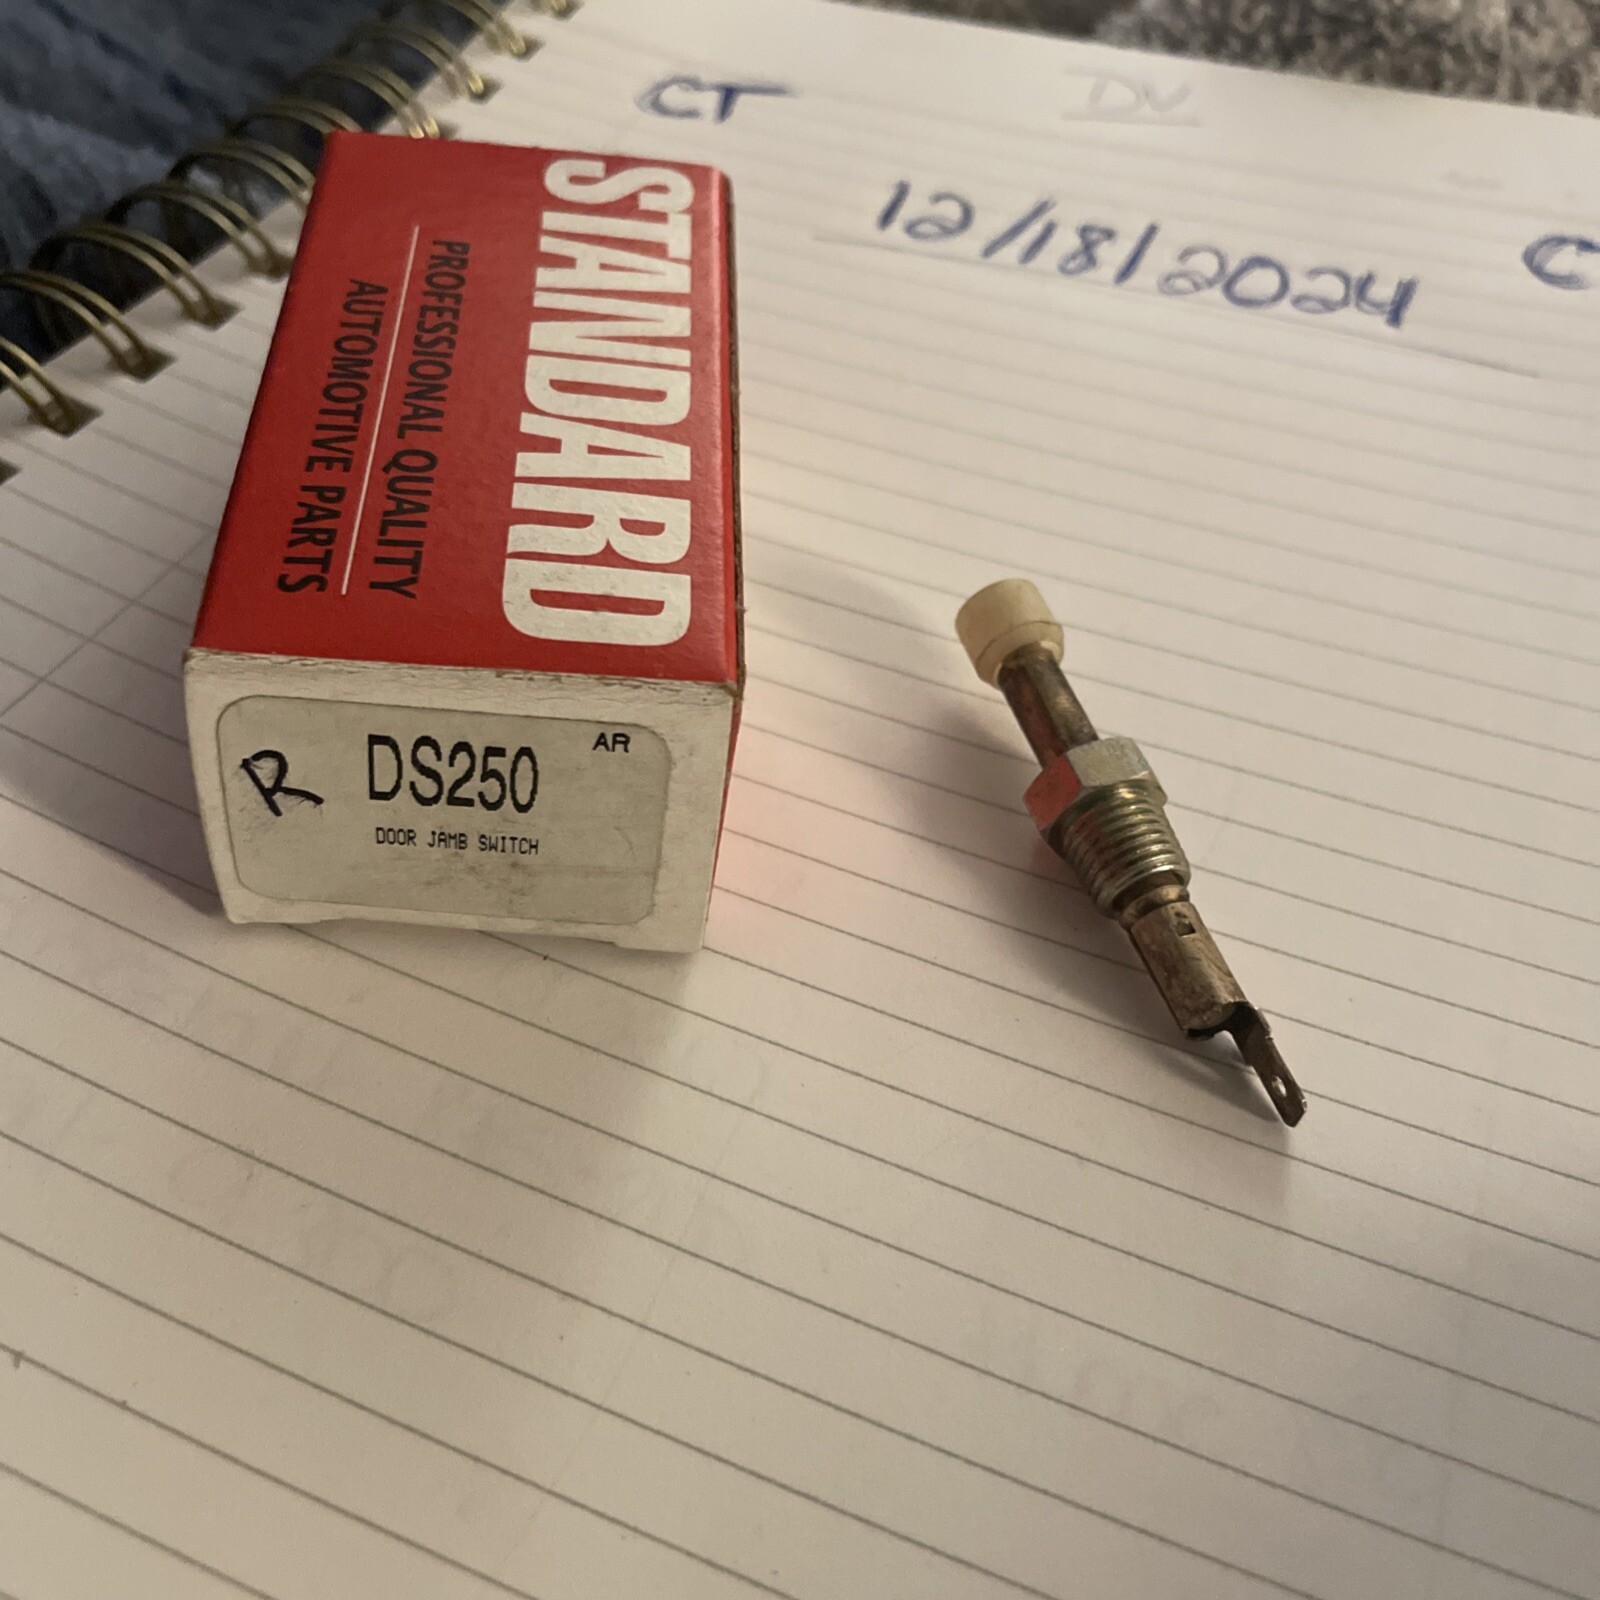 CT
DV
12/18/2024
C
STANDARD
PROFESSIONAL QUALITY
AUTOMOTIVE PARTS
R
DS250
AR
DOOR JAMB SWITCH